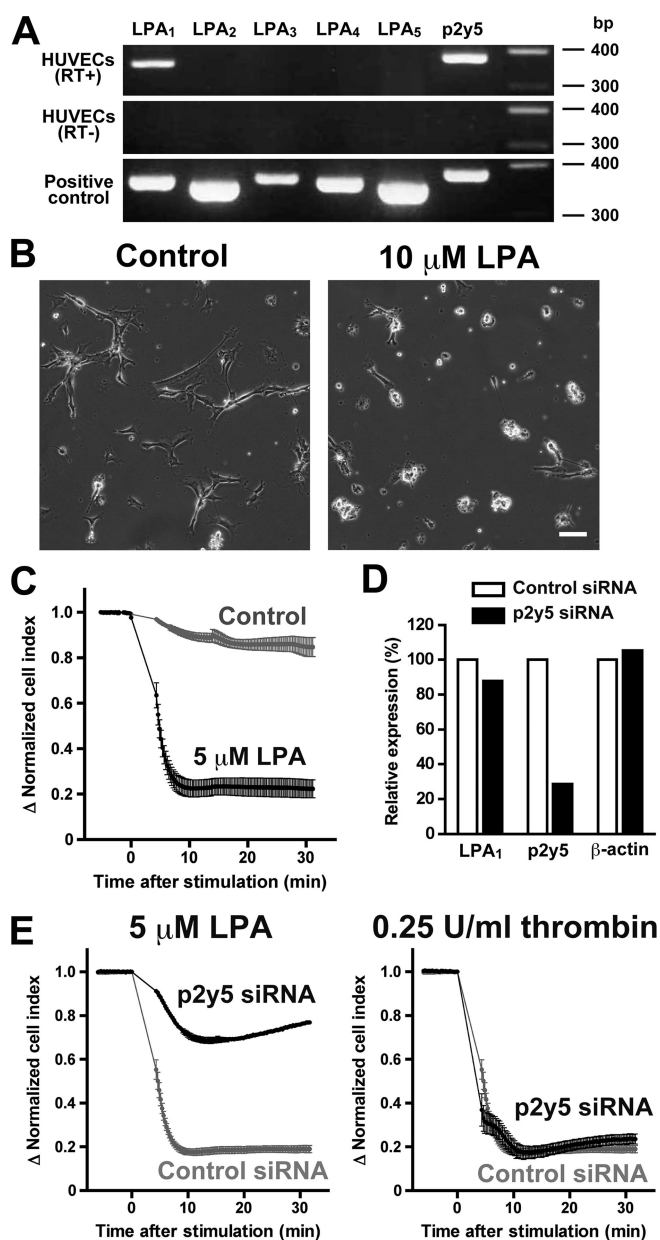 A
LPA1 LPA2 LPA3 LPA4 LPA5 p2y5 bp
HUVECs
(RT+)
400
300
HUVECs
(RT-)
400
300
Positive
control
400
300
B
Control
10 μM LPA
C
Δ Normalized cell index
1.0
0.8
0.6
0.4
0.2
0
Control
5 μM LPA
0 10 20 30
Time after stimulation (min)
D
Control siRNA
p2y5 siRNA
Relative expression (%)
120
100
80
60
40
20
0
LPA1 p2y5 β-actin
E
5 μM LPA
Δ Normalized cell index
1.0
0.8
0.6
0.4
0.2
0
p2y5 siRNA
Control siRNA
0 10 20 30
Time after stimulation (min)
0.25 U/ml thrombin
Δ Normalized cell index
1.0
0.8
0.6
0.4
0.2
0
p2y5 siRNA
Control siRNA
0 10 20 30
Time after stimulation (min)